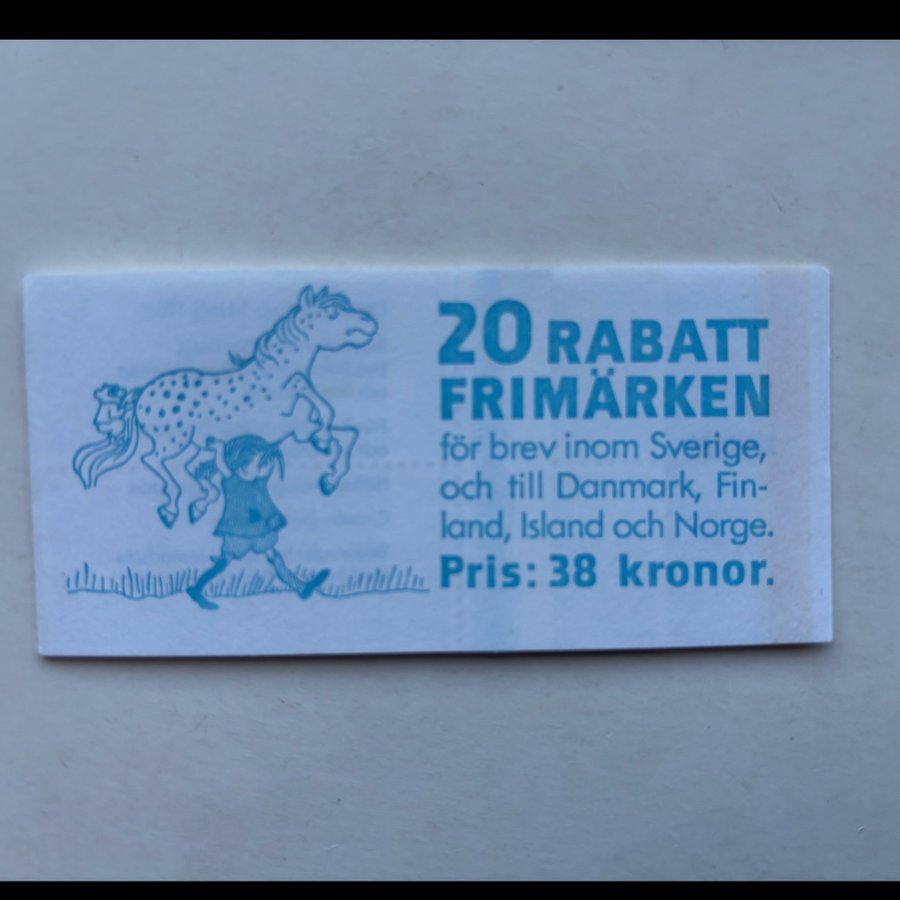 20 RABATT
FRIMÄRKEN
för brev inom Sverige,
och till Danmark, Fin-
land, Island och Norge.
Pris: 38 kronor.